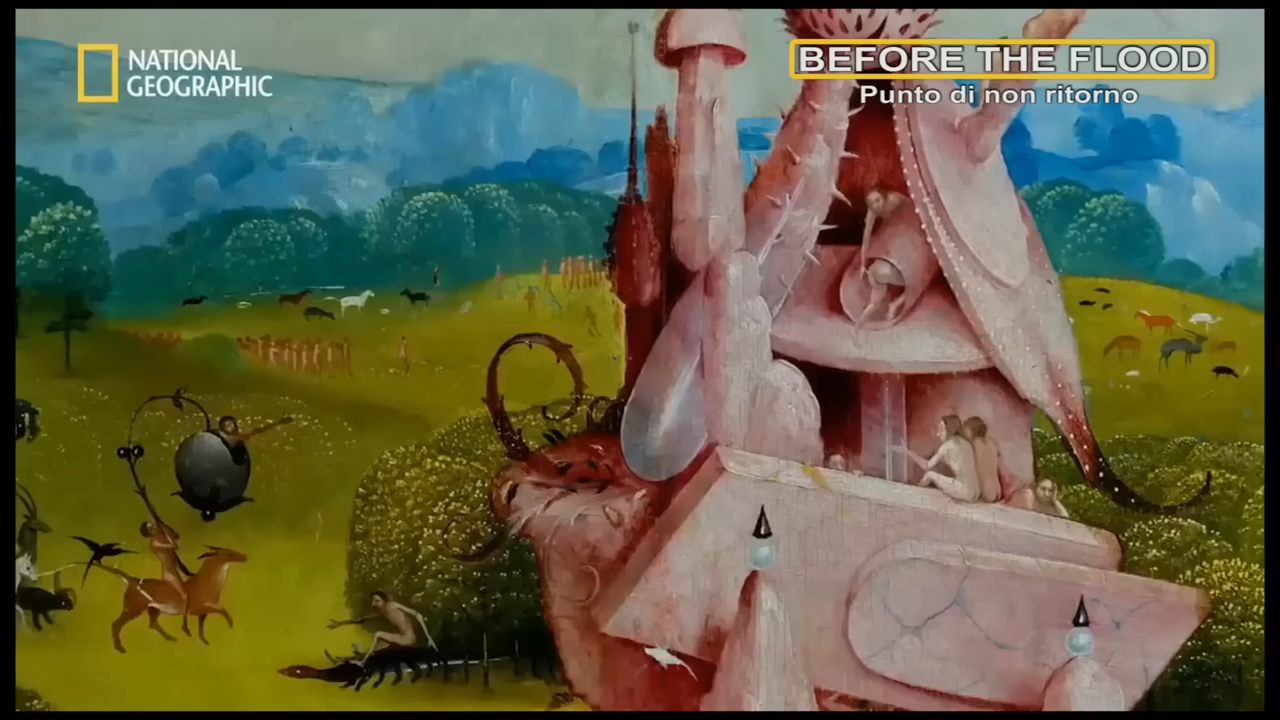 NATIONAL
GEOGRAPHIC
BEFORE THE FLOOD
Punto di non ritorno